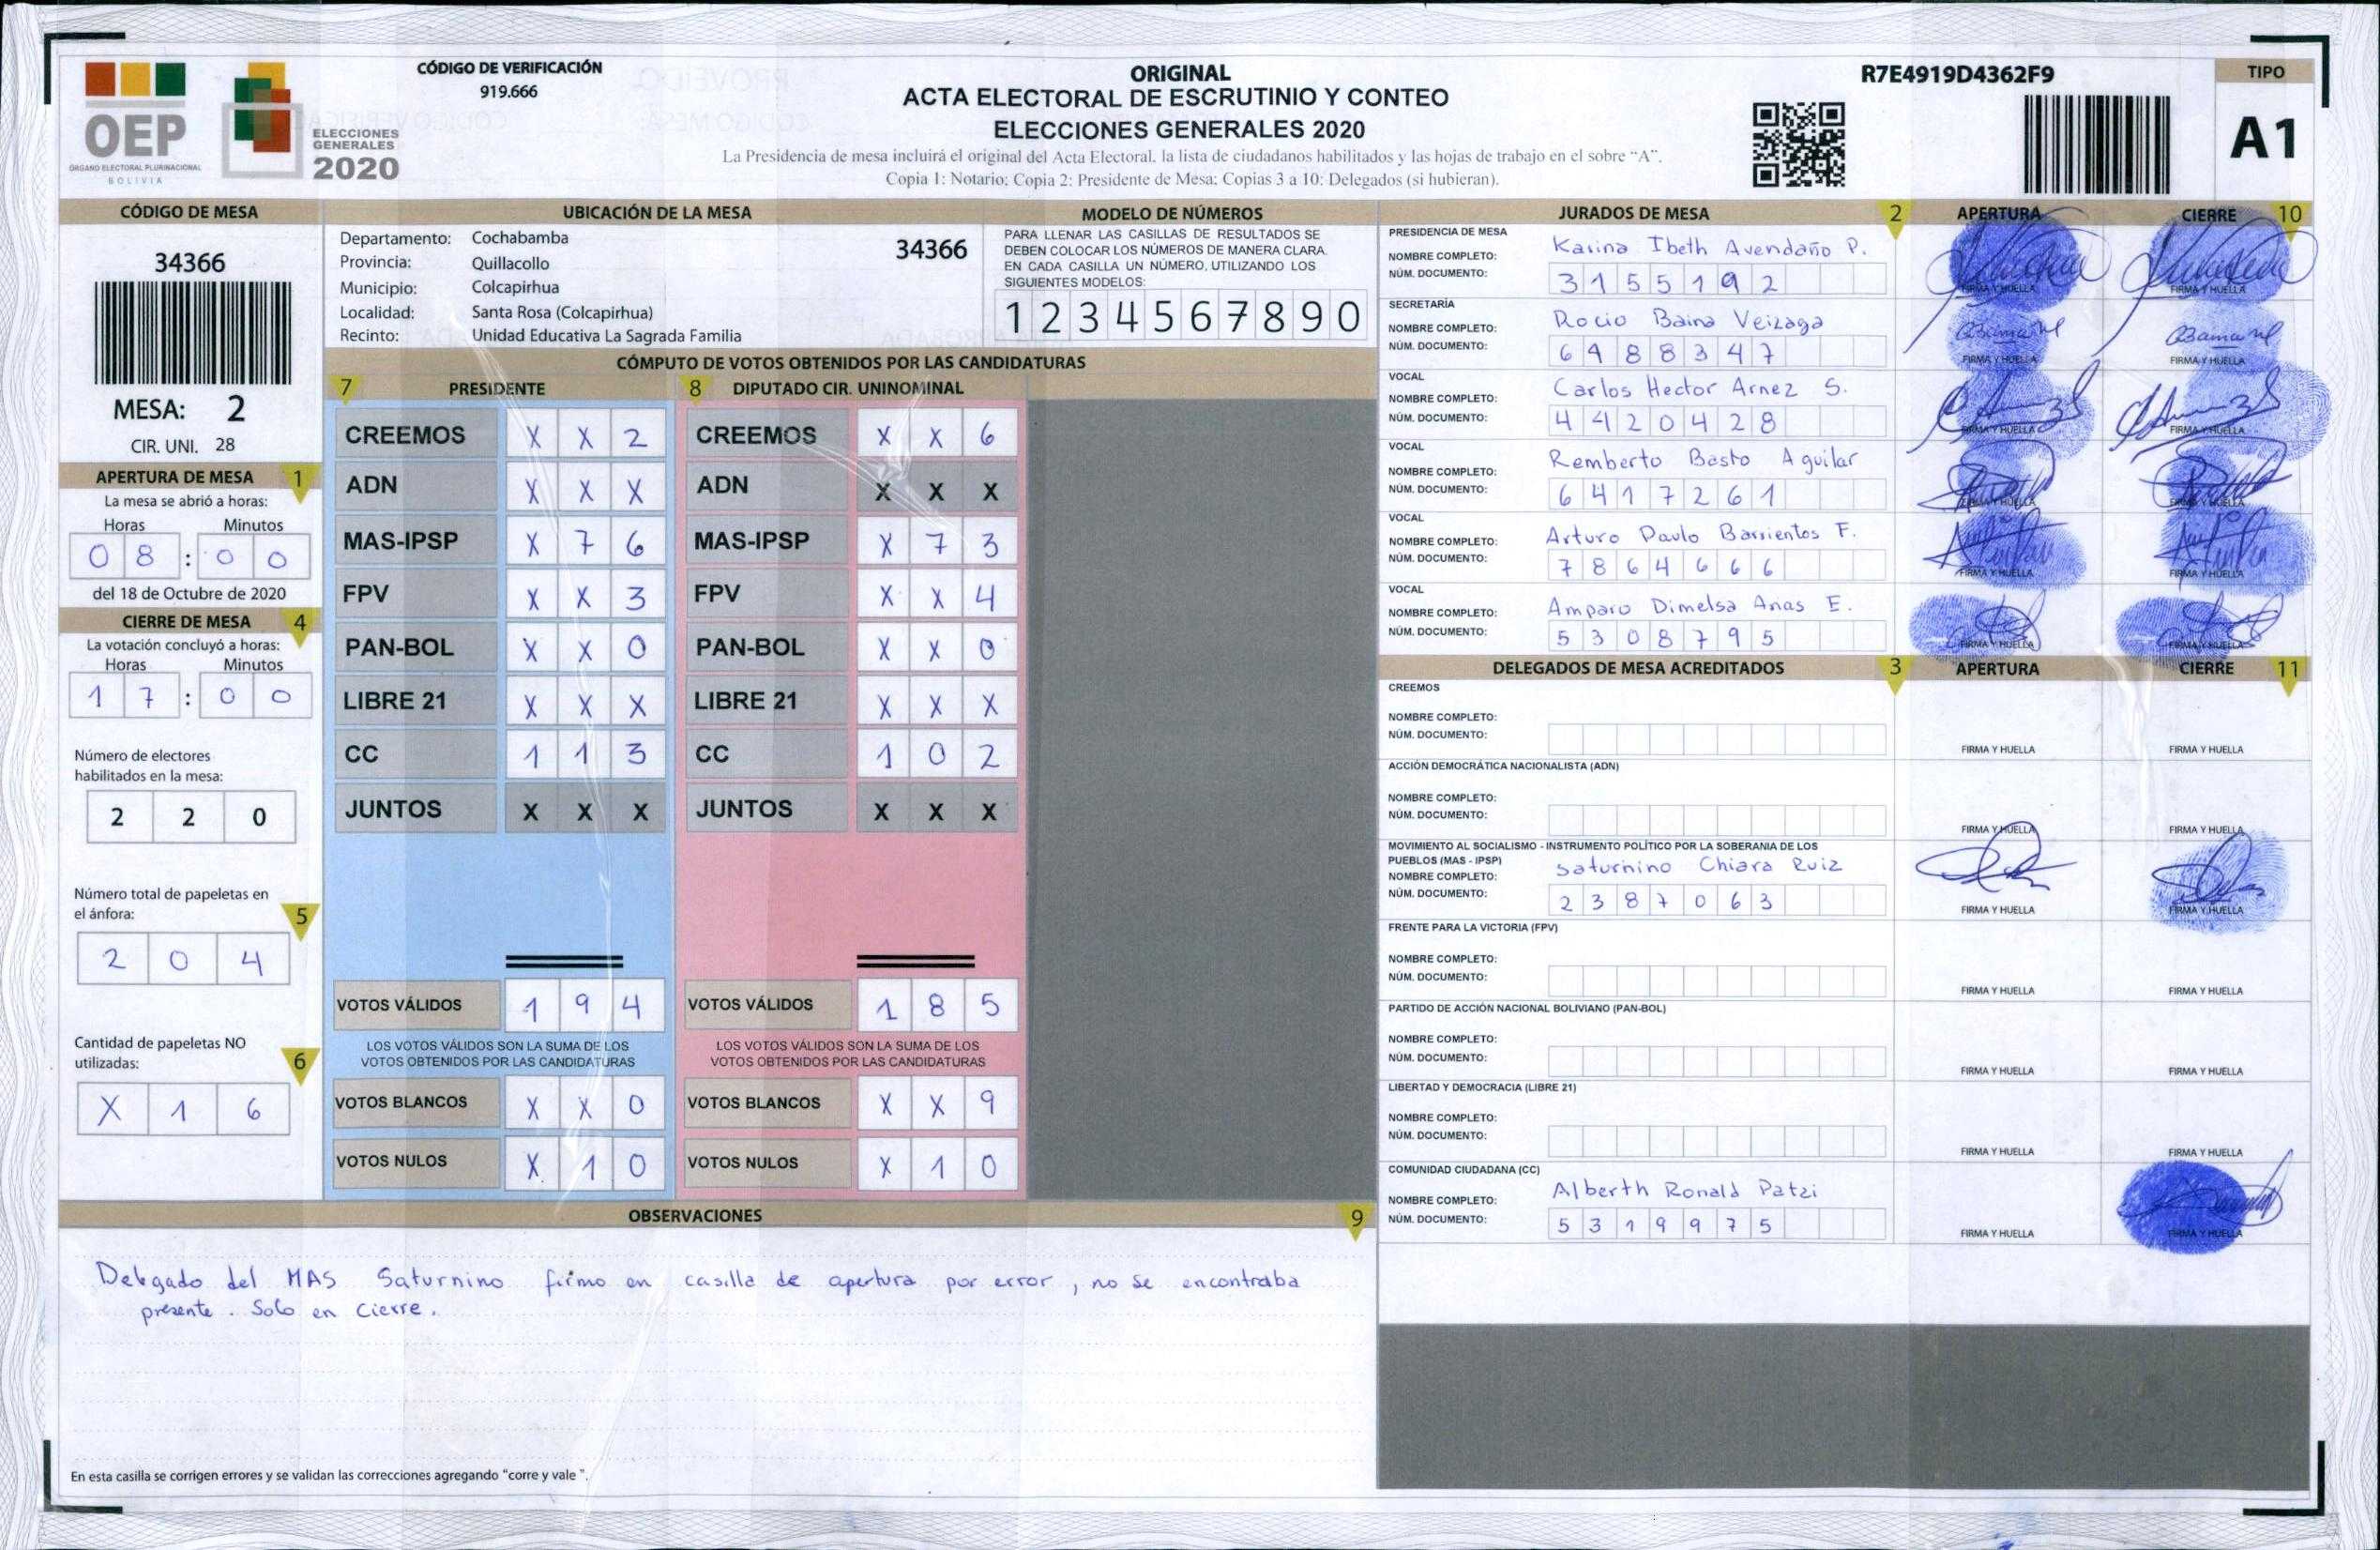 CÓDIGO DE VERIFICACIÓN
919.666
OEP
ÓRGANO ELECTORAL PLURINACIONAL
BOLIVIA
ELECCIONES
GENERALES
2020
ORIGINAL
ACTA ELECTORAL DE ESCRUTINIO Y CONTEO
ELECCIONES GENERALES 2020
La Presidencia de mesa incluirá el original del Acta Electoral, la lista de ciudadanos habilitados y las hojas de trabajo en el sobre “A”.
Copia 1: Notario; Copia 2: Presidente de Mesa; Copias 3 a 10: Delegados (si hubieran).
R7E4919D4362F9
TIPO
A1
CÓDIGO DE MESA
34366
MESA: 2
CIR. UNI. 28
APERTURA DE MESA 1
La mesa se abrió a horas:
Horas Minutos
0 8 : 0 0
del 18 de Octubre de 2020
CIERRE DE MESA 4
La votación concluyó a horas:
Horas Minutos
1 7 : 0 0
Número de electores
habilitados en la mesa:
2 2 0
Número total de papeletas en
el ánfora: 5
2 0 4
Cantidad de papeletas NO
utilizadas: 6
X 1 6
UBICACIÓN DE LA MESA
Departamento: Cochabamba
34366
Provincia: Quillacollo
Municipio: Colcapirhua
Localidad: Santa Rosa (Colcapirhua)
Recinto: Unidad Educativa La Sagrada Familia
MODELO DE NÚMEROS
PARA LLENAR LAS CASILLAS DE RESULTADOS SE
DEBEN COLOCAR LOS NÚMEROS DE MANERA CLARA.
EN CADA CASILLA UN NÚMERO, UTILIZANDO LOS
SIGUIENTES MODELOS:
1 2 3 4 5 6 7 8 9 0
CÓMPUTO DE VOTOS OBTENIDOS POR LAS CANDIDATURAS
7 PRESIDENTE
CREEMOS X X 2
ADN X X X
MAS-IPSP X 7 6
FPV X X 3
PAN-BOL X X 0
LIBRE 21 X X X
CC 1 1 3
JUNTOS X X X
VOTOS VÁLIDOS 1 9 4
LOS VOTOS VÁLIDOS SON LA SUMA DE LOS
VOTOS OBTENIDOS POR LAS CANDIDATURAS
VOTOS BLANCOS X X 0
VOTOS NULOS X 1 0
8 DIPUTADO CIR. UNINOMINAL
CREEMOS X X 6
ADN X X X
MAS-IPSP X 7 3
FPV X X 4
PAN-BOL X X 0
LIBRE 21 X X X
CC 1 0 2
JUNTOS X X X
VOTOS VÁLIDOS 1 8 5
LOS VOTOS VÁLIDOS SON LA SUMA DE LOS
VOTOS OBTENIDOS POR LAS CANDIDATURAS
VOTOS BLANCOS X X 9
VOTOS NULOS X 1 0
JURADOS DE MESA 2 APERTURA CIERRE 10
PRESIDENCIA DE MESA
NOMBRE COMPLETO: Karina Ibeth Avendaño P.
NÚM. DOCUMENTO: 3 1 5 5 1 9 2
FIRMA Y HUELLA FIRMA Y HUELLA
SECRETARÍA
NOMBRE COMPLETO: Rocio Baina Veizaga
NÚM. DOCUMENTO: 6 4 8 8 3 4 7
FIRMA Y HUELLA FIRMA Y HUELLA
VOCAL
NOMBRE COMPLETO: Carlos Hector Arnez S.
NÚM. DOCUMENTO: 4 4 2 0 4 2 8
FIRMA Y HUELLA FIRMA Y HUELLA
VOCAL
NOMBRE COMPLETO: Remberto Basto Aguilar
NÚM. DOCUMENTO: 6 4 1 7 2 6 1
FIRMA Y HUELLA FIRMA Y HUELLA
VOCAL
NOMBRE COMPLETO: Arturo Paulo Barrientos F.
NÚM. DOCUMENTO: 7 8 6 4 6 6 6
FIRMA Y HUELLA FIRMA Y HUELLA
VOCAL
NOMBRE COMPLETO: Amparo Dimelsa Arias E.
NÚM. DOCUMENTO: 5 3 0 8 7 9 5
FIRMA Y HUELLA FIRMA Y HUELLA
DELEGADOS DE MESA ACREDITADOS 3 APERTURA CIERRE 11
CREEMOS
NOMBRE COMPLETO:
NÚM. DOCUMENTO:
FIRMA Y HUELLA FIRMA Y HUELLA
ACCIÓN DEMOCRÁTICA NACIONALISTA (ADN)
NOMBRE COMPLETO:
NÚM. DOCUMENTO:
FIRMA Y HUELLA FIRMA Y HUELLA
MOVIMIENTO AL SOCIALISMO - INSTRUMENTO POLÍTICO POR LA SOBERANIA DE LOS
PUEBLOS (MAS - IPSP)
NOMBRE COMPLETO: Saturnino Chiara Ruiz
NÚM. DOCUMENTO: 2 3 8 7 0 6 3
FIRMA Y HUELLA FIRMA Y HUELLA
FRENTE PARA LA VICTORIA (FPV)
NOMBRE COMPLETO:
NÚM. DOCUMENTO:
FIRMA Y HUELLA FIRMA Y HUELLA
PARTIDO DE ACCIÓN NACIONAL BOLIVIANO (PAN-BOL)
NOMBRE COMPLETO:
NÚM. DOCUMENTO:
FIRMA Y HUELLA FIRMA Y HUELLA
LIBERTAD Y DEMOCRACIA (LIBRE 21)
NOMBRE COMPLETO:
NÚM. DOCUMENTO:
FIRMA Y HUELLA FIRMA Y HUELLA
COMUNIDAD CIUDADANA (CC)
NOMBRE COMPLETO: Alberth Ronald Patzi
NÚM. DOCUMENTO: 5 3 1 9 9 7 5
FIRMA Y HUELLA FIRMA Y HUELLA
OBSERVACIONES 9
Delegado del MAS Saturnino firmo en casilla de apertura por error, no se encontraba
presente. Solo en cierre.
En esta casilla se corrigen errores y se validan las correcciones agregando "corre y vale ".